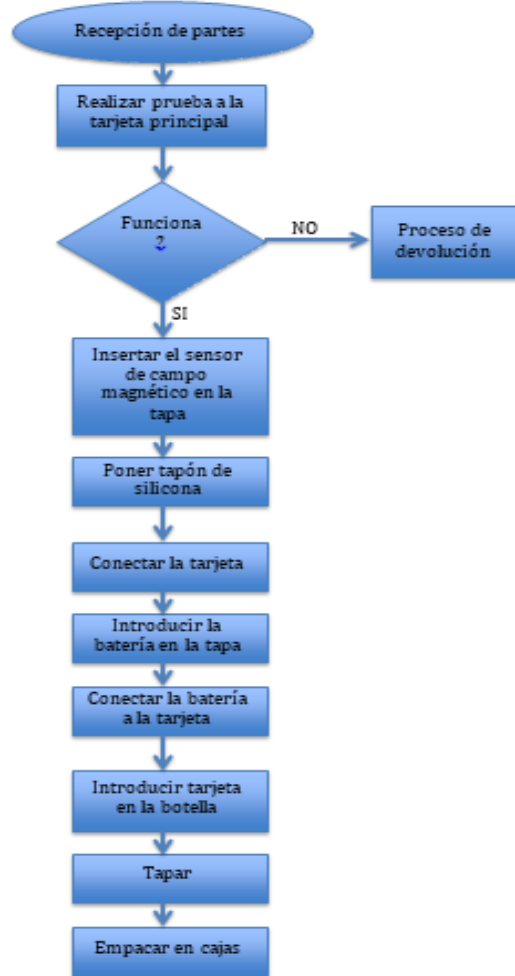 Recepción de partes
Realizar prueba a la
tarjeta principal
Funciona
?
NO
Proceso de
devolución
SI
Insertar el sensor
de campo
magnético en la
tapa
Poner tapón de
silicona
Conectar la tarjeta
Introducir la
batería en la tapa
Conectar la batería
a la tarjeta
Introducir tarjeta
en la botella
Tapar
Empacar en cajas